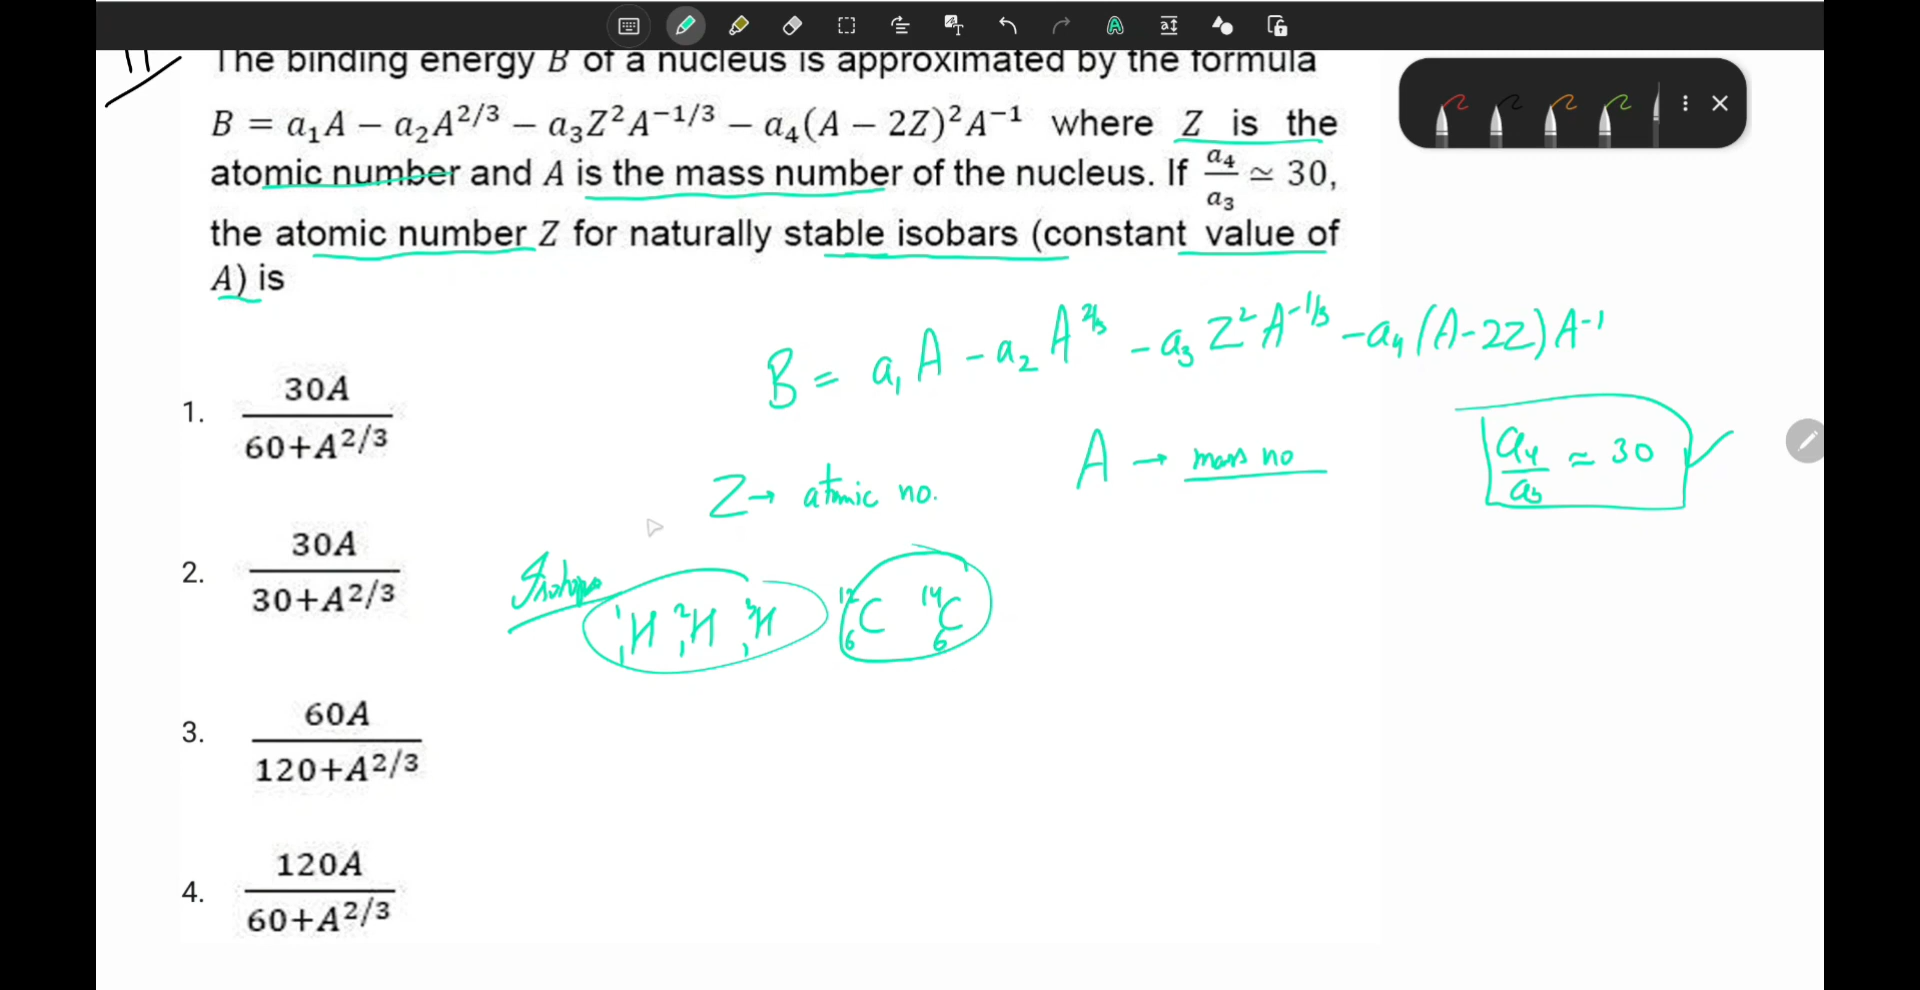 The binding energy B of a nucleus is approximated by the formula
B = a₁A − a₂A^{2/3} − a₃Z²A^{−1/3} − a₄(A − 2Z)²A^{−1} where Z is the
atomic number and A is the mass number of the nucleus. If a₄/a₃ ≃ 30,
the atomic number Z for naturally stable isobars (constant value of
A) is
B = a₁A − a₂A^{2/3} − a₃Z²A^{−1/3} − a₄(A−2Z)A^{−1}
1. 30A/(60+A^{2/3})
A → mass no
a₄/a₃ ≃ 30
Z → atomic no.
2. 30A/(30+A^{2/3})
Isotopes
¹₁H ²₁H ³₁H ¹²₆C ¹⁴₆C
3. 60A/(120+A^{2/3})
4. 120A/(60+A^{2/3})